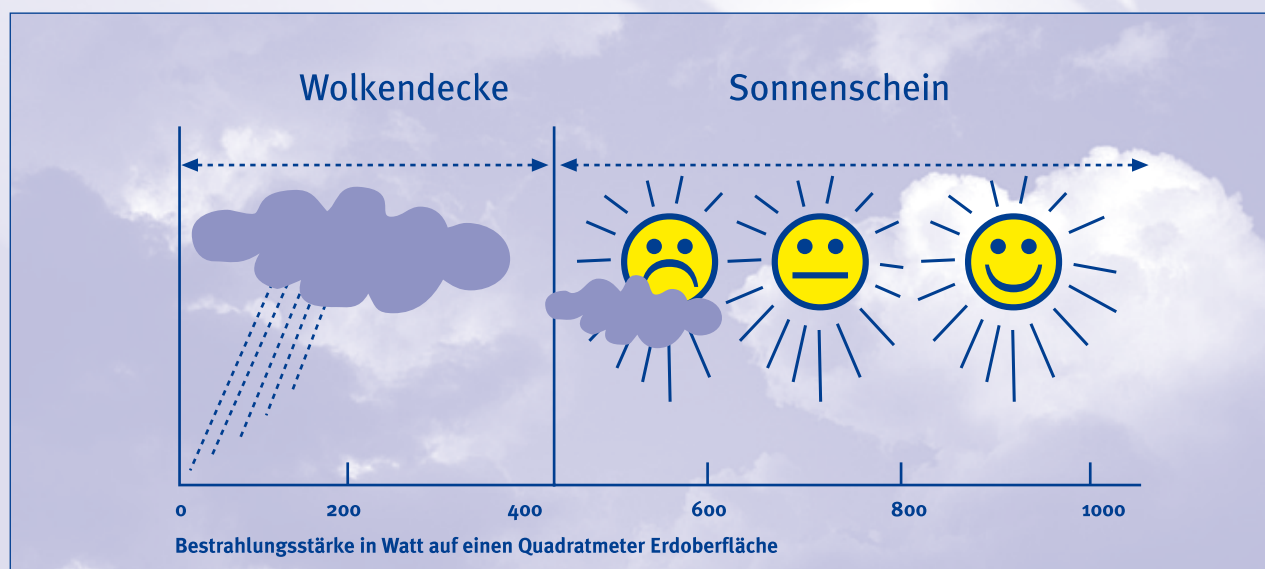 Wolkendecke Sonnenschein
0 200 400 600 800 1000
Bestrahlungsstärke in Watt auf einen Quadratmeter Erdoberfläche